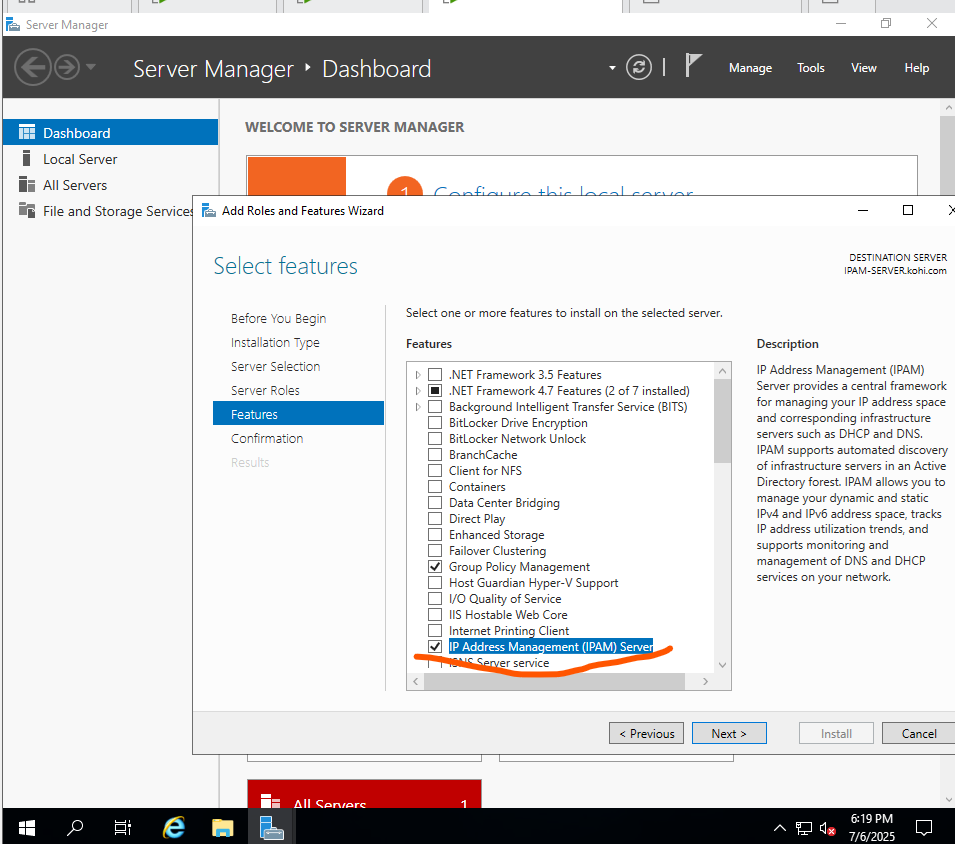 Server Manager
Server Manager
Dashboard
Manage
Tools
View
Help
Dashboard
Local Server
All Servers
File and Storage Services
WELCOME TO SERVER MANAGER
1
Configure this local server
Add Roles and Features Wizard
Select features
DESTINATION SERVER
IPAM-SERVER.kohi.com
Before You Begin
Installation Type
Server Selection
Server Roles
Features
Confirmation
Results
Select one or more features to install on the selected server.
Features
.NET Framework 3.5 Features
.NET Framework 4.7 Features (2 of 7 installed)
Background Intelligent Transfer Service (BITS)
BitLocker Drive Encryption
BitLocker Network Unlock
BranchCache
Client for NFS
Containers
Data Center Bridging
Direct Play
Enhanced Storage
Failover Clustering
Group Policy Management
Host Guardian Hyper-V Support
I/O Quality of Service
IIS Hostable Web Core
Internet Printing Client
IP Address Management (IPAM) Server
iSNS Server service
Description
IP Address Management (IPAM)
Server provides a central framework
for managing your IP address space
and corresponding infrastructure
servers such as DHCP and DNS.
IPAM supports automated discovery
of infrastructure servers in an Active
Directory forest. IPAM allows you to
manage your dynamic and static
IPv4 and IPv6 address space, tracks
IP address utilization trends, and
supports monitoring and
management of DNS and DHCP
services on your network.
< Previous
Next >
Install
Cancel
All Servers
1
6:19 PM
7/6/2025